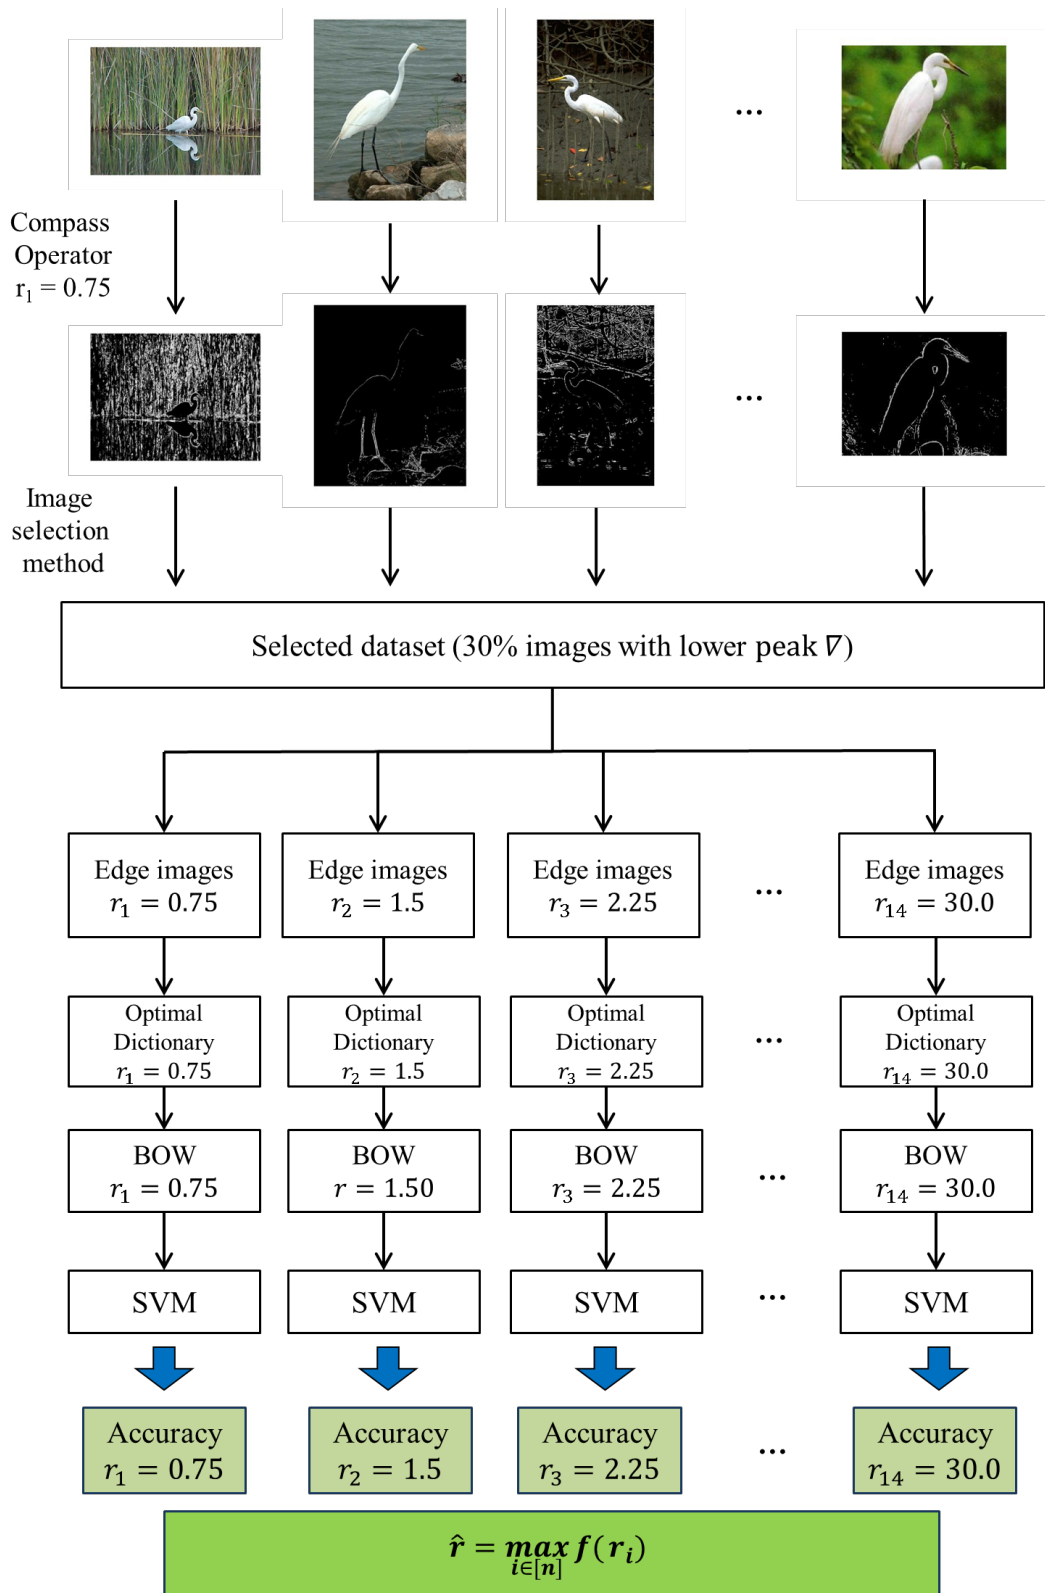 ...
Compass
Operator
r₁ = 0.75
...
Image
selection
method
Selected dataset (30% images with lower peak ∇)
Edge images
r₁ = 0.75
Edge images
r₂ = 1.5
Edge images
r₃ = 2.25
...
Edge images
r₁₄ = 30.0
Optimal
Dictionary
r₁ = 0.75
Optimal
Dictionary
r₂ = 1.5
Optimal
Dictionary
r₃ = 2.25
...
Optimal
Dictionary
r₁₄ = 30.0
BOW
r₁ = 0.75
BOW
r = 1.50
BOW
r₃ = 2.25
...
BOW
r₁₄ = 30.0
SVM
SVM
SVM
...
SVM
Accuracy
r₁ = 0.75
Accuracy
r₂ = 1.5
Accuracy
r₃ = 2.25
...
Accuracy
r₁₄ = 30.0
r̂ = max f(rᵢ)
i∈[n]